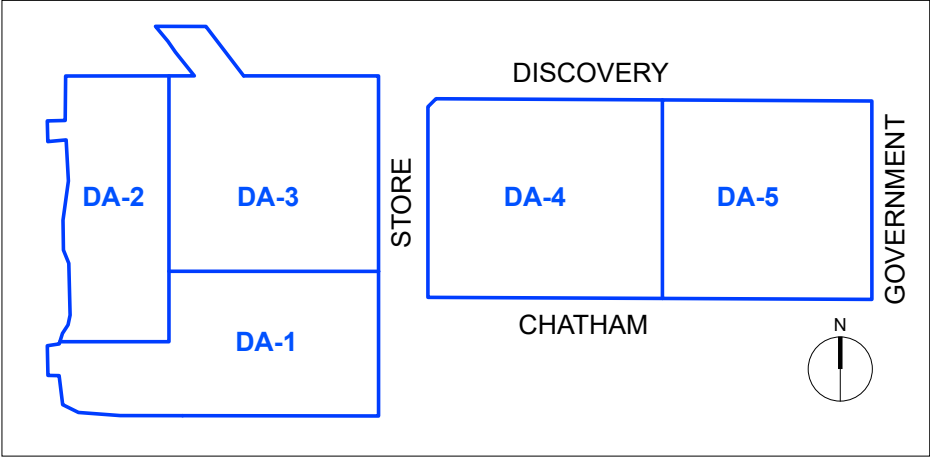 DISCOVERY
DA-2
DA-3
STORE
DA-4
DA-5
GOVERNMENT
CHATHAM
DA-1
N